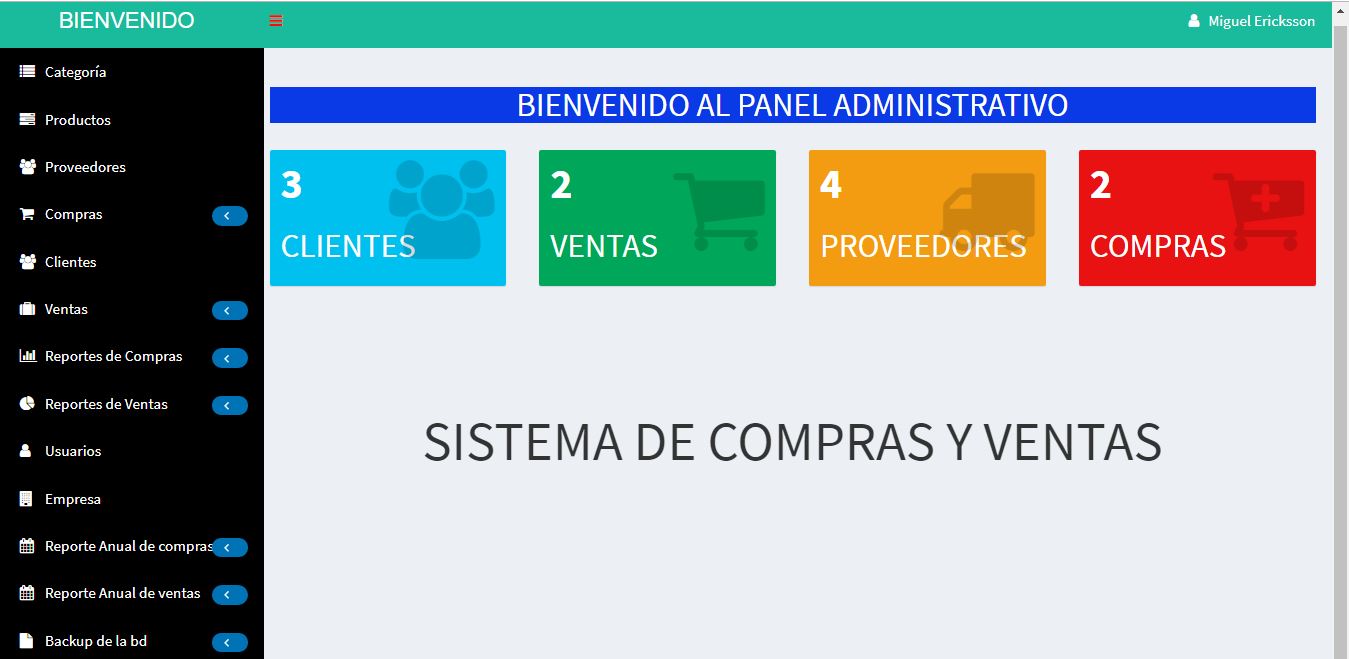 BIENVENIDO
Miguel Ericksson
Categoría
Productos
Proveedores
Compras
Clientes
Ventas
Reportes de Compras
Reportes de Ventas
Usuarios
Empresa
Reporte Anual de compras
Reporte Anual de ventas
Backup de la bd
BIENVENIDO AL PANEL ADMINISTRATIVO
3
CLIENTES
2
VENTAS
4
PROVEEDORES
2
COMPRAS
SISTEMA DE COMPRAS Y VENTAS